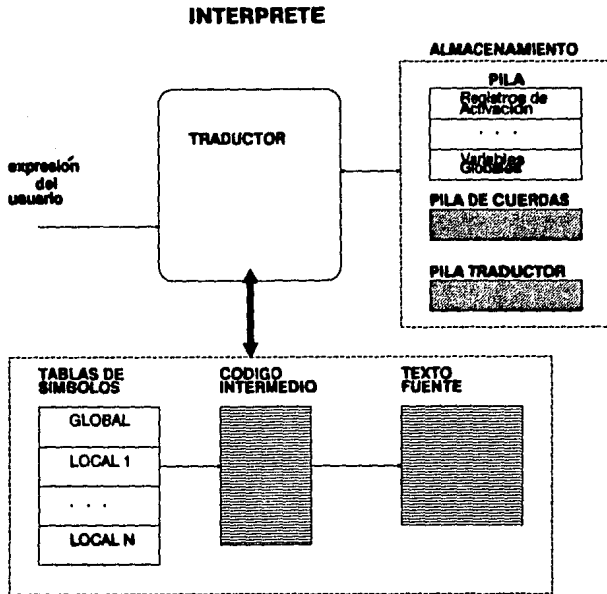 INTERPRETE
ALMACENAMIENTO
PILA
Registros de
Activación
. . .
Variables
Globales
PILA DE CUERDAS
PILA TRADUCTOR
TRADUCTOR
expresión
del
usuario
TABLAS DE
SIMBOLOS
GLOBAL
LOCAL 1
. . .
LOCAL N
CODIGO
INTERMEDIO
TEXTO
FUENTE